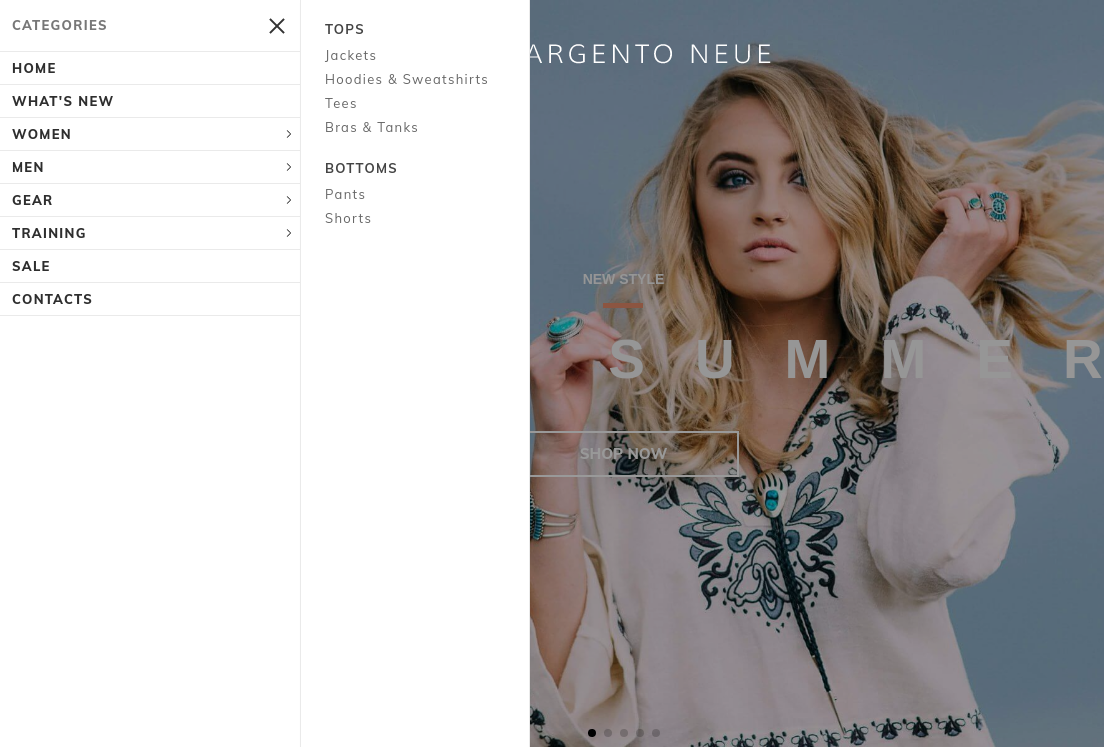 CATEGORIES
HOME
WHAT'S NEW
WOMEN
MEN
GEAR
TRAINING
SALE
CONTACTS
TOPS
Jackets
Hoodies & Sweatshirts
Tees
Bras & Tanks
BOTTOMS
Pants
Shorts
ARGENTO NEUE
NEW STYLE
SUMMER
SHOP NOW